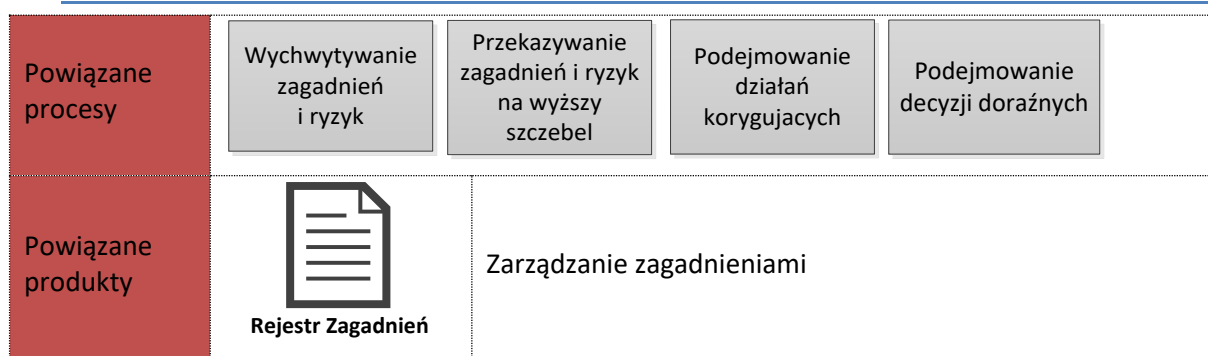 Powiązane
procesy
Wychwytywanie
zagadnień
i ryzyk
Przekazywanie
zagadnień i ryzyk
na wyższy
szczebel
Podejmowanie
działań
korygujacych
Podejmowanie
decyzji doraźnych
Powiązane
produkty
Rejestr Zagadnień
Zarządzanie zagadnieniami